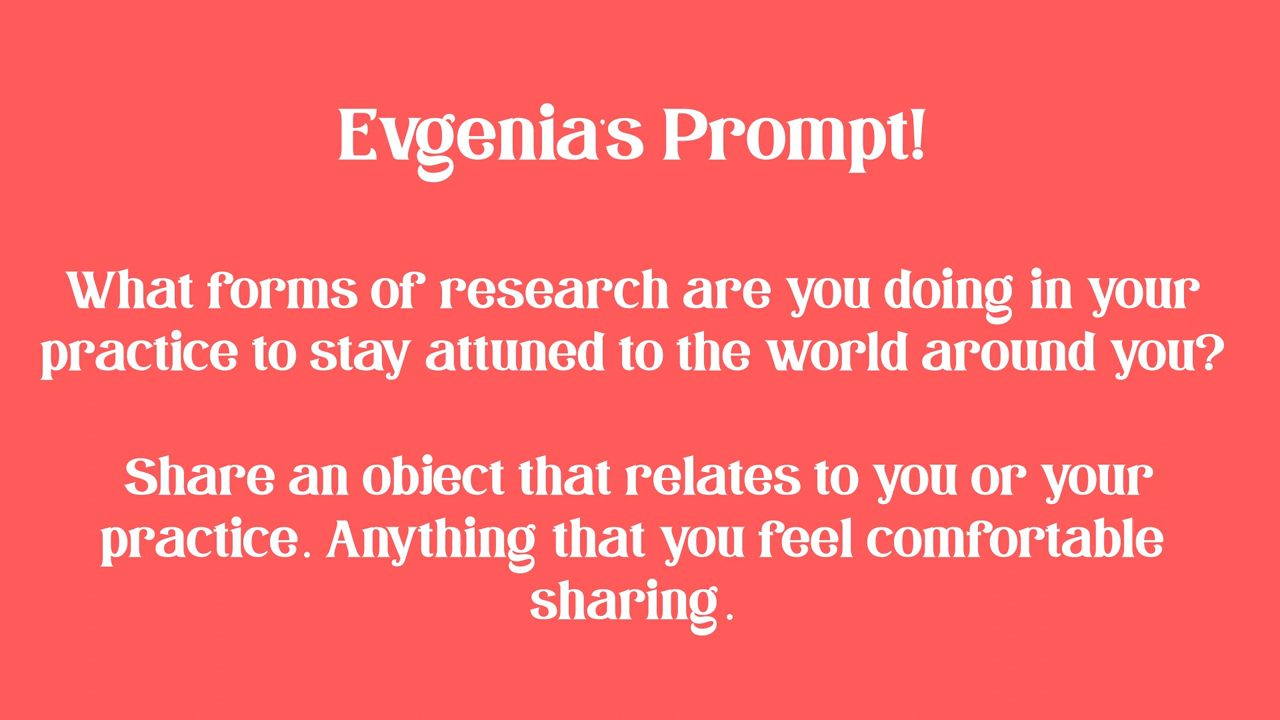 Evgenia's Prompt!
What forms of research are you doing in your
practice to stay attuned to the world around you?
Share an object that relates to you or your
practice. Anything that you feel comfortable
sharing.